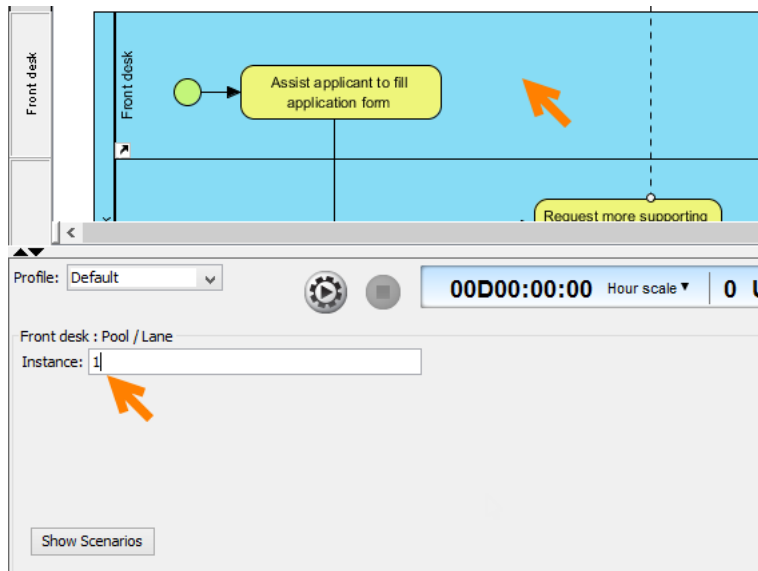 Front desk
Front desk
Assist applicant to fill
application form
Request more supporting
Profile: Default
00D00:00:00 Hour scale
0
Front desk : Pool / Lane
Instance: 1
Show Scenarios